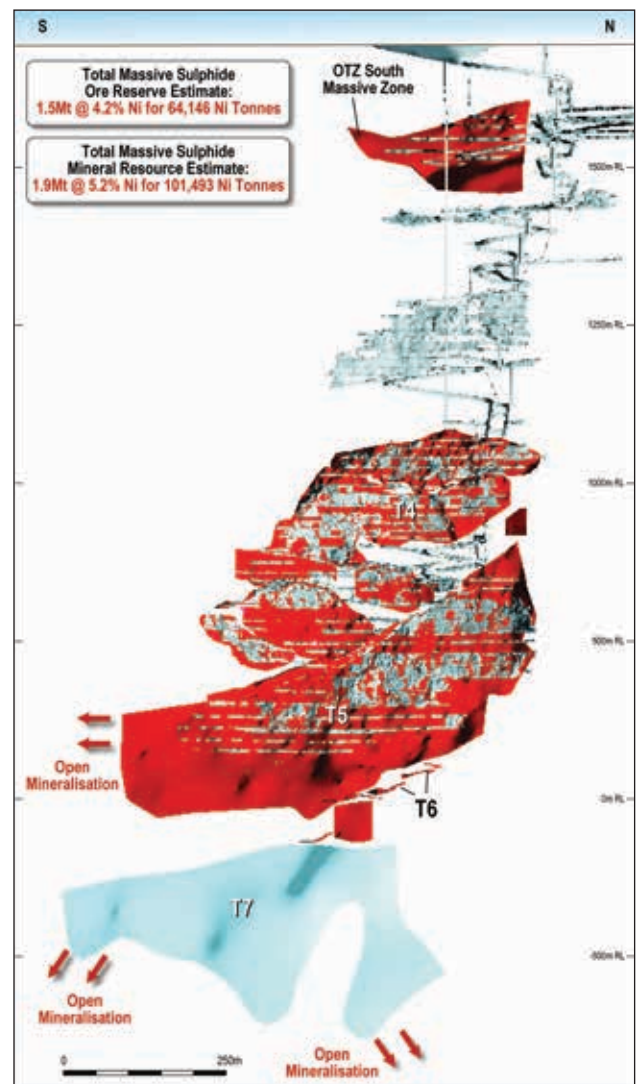 S
N
Total Massive Sulphide
Ore Reserve Estimate:
1.5Mt @ 4.2% Ni for 64,146 Ni Tonnes
Total Massive Sulphide
Mineral Resource Estimate:
1.9Mt @ 5.2% Ni for 101,493 Ni Tonnes
OTZ South
Massive Zone
1500m RL
1250m RL
1000m RL
T4
500m RL
T5
Open
Mineralisation
0m RL
T6
T7
-500m RL
Open
Mineralisation
0
250m
Open
Mineralisation